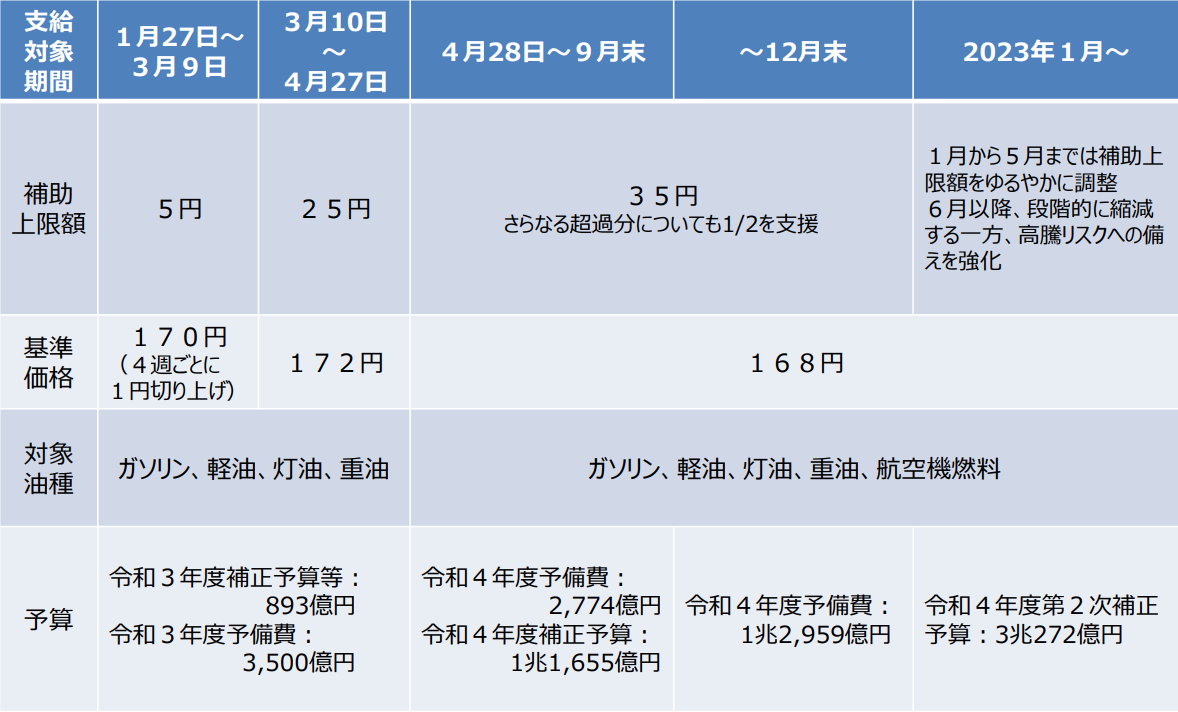 支給
対象
期間
１月27日～
３月９日
３月10日
～
４月27日
４月28日～９月末
～12月末
2023年１月～
補助
上限額
５円
２５円
３５円
さらなる超過分についても1/2を支援
１月から５月までは補助上
限額をゆるやかに調整
６月以降、段階的に縮減
する一方、高騰リスクへの備
えを強化
基準
価格
１７０円
（４週ごとに
１円切り上げ）
１７２円
１６８円
対象
油種
ガソリン、軽油、灯油、重油
ガソリン、軽油、灯油、重油、航空機燃料
予算
令和３年度補正予算等：
893億円
令和３年度予備費：
3,500億円
令和４年度予備費：
2,774億円
令和４年度補正予算：
1兆1,655億円
令和４年度予備費：
1兆2,959億円
令和４年度第２次補正
予算：3兆272億円